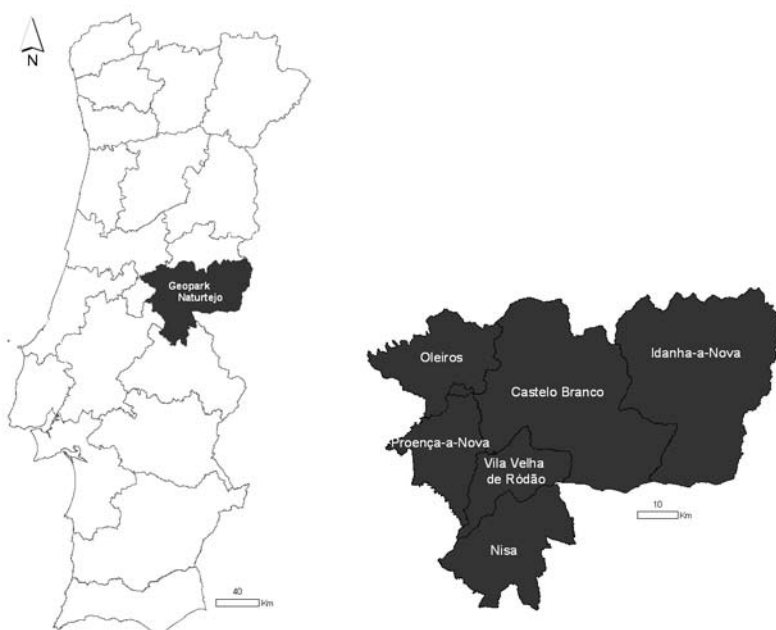 N
Geopark
Naturtejo
40
Km
Oleiros
Idanha-a-Nova
Castelo Branco
Proença-a-Nova
Vila Velha
de Ródão
Nisa
10
Km